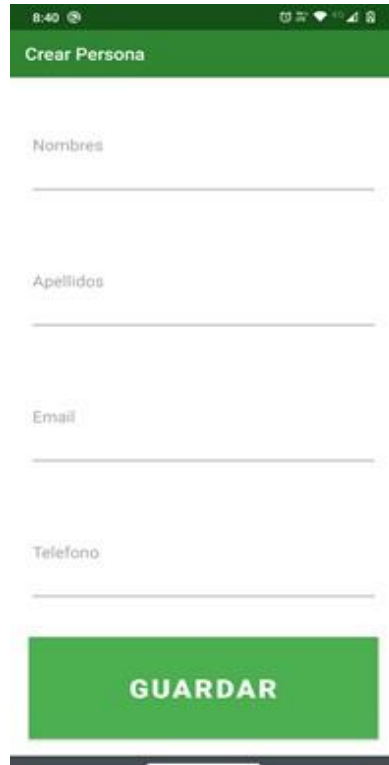 8:40
Crear Persona
Nombres
Apellidos
Email
Telefono
GUARDAR